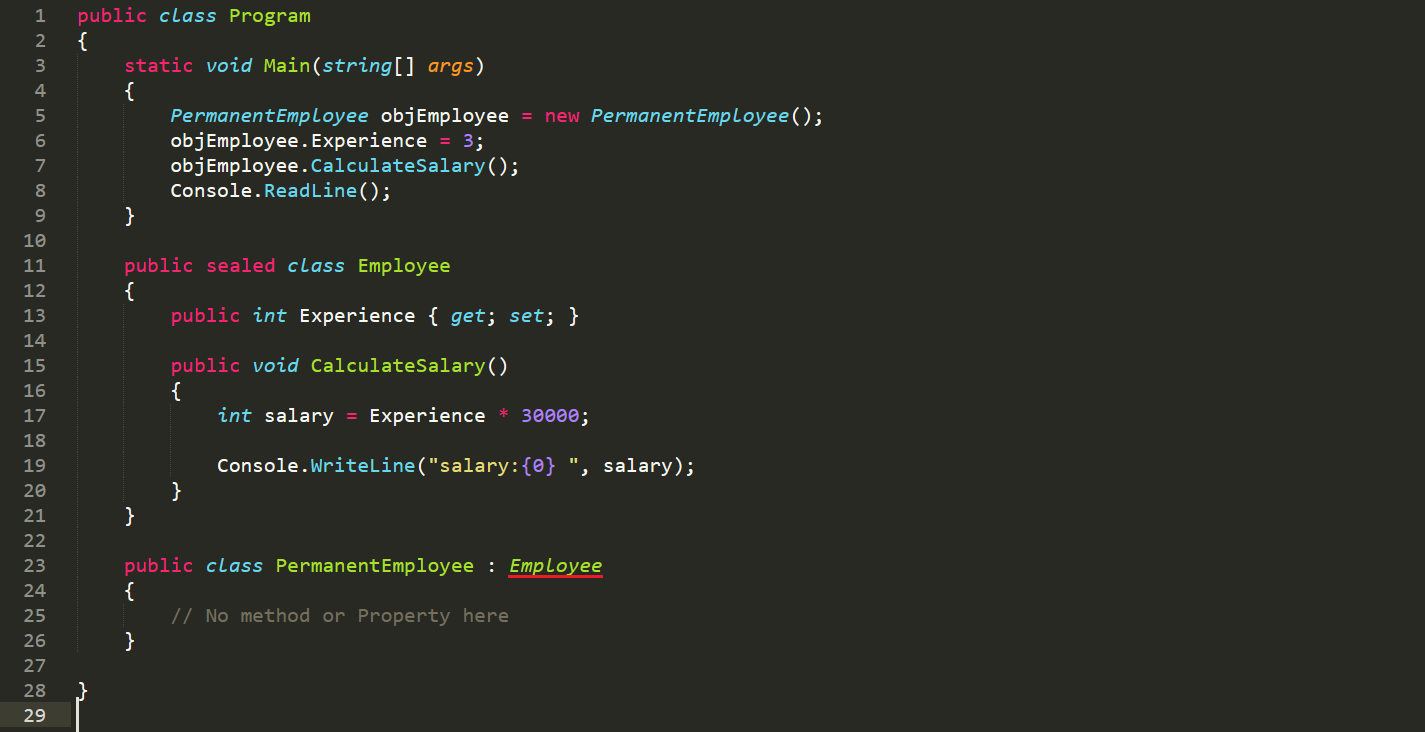 1 public class Program
2 {
3 static void Main(string[] args)
4 {
5 PermanentEmployee objEmployee = new PermanentEmployee();
6 objEmployee.Experience = 3;
7 objEmployee.CalculateSalary();
8 Console.ReadLine();
9 }
10
11 public sealed class Employee
12 {
13 public int Experience { get; set; }
14
15 public void CalculateSalary()
16 {
17 int salary = Experience * 30000;
18
19 Console.WriteLine("salary:{0} ", salary);
20 }
21 }
22
23 public class PermanentEmployee : Employee
24 {
25 // No method or Property here
26 }
27
28 }
29